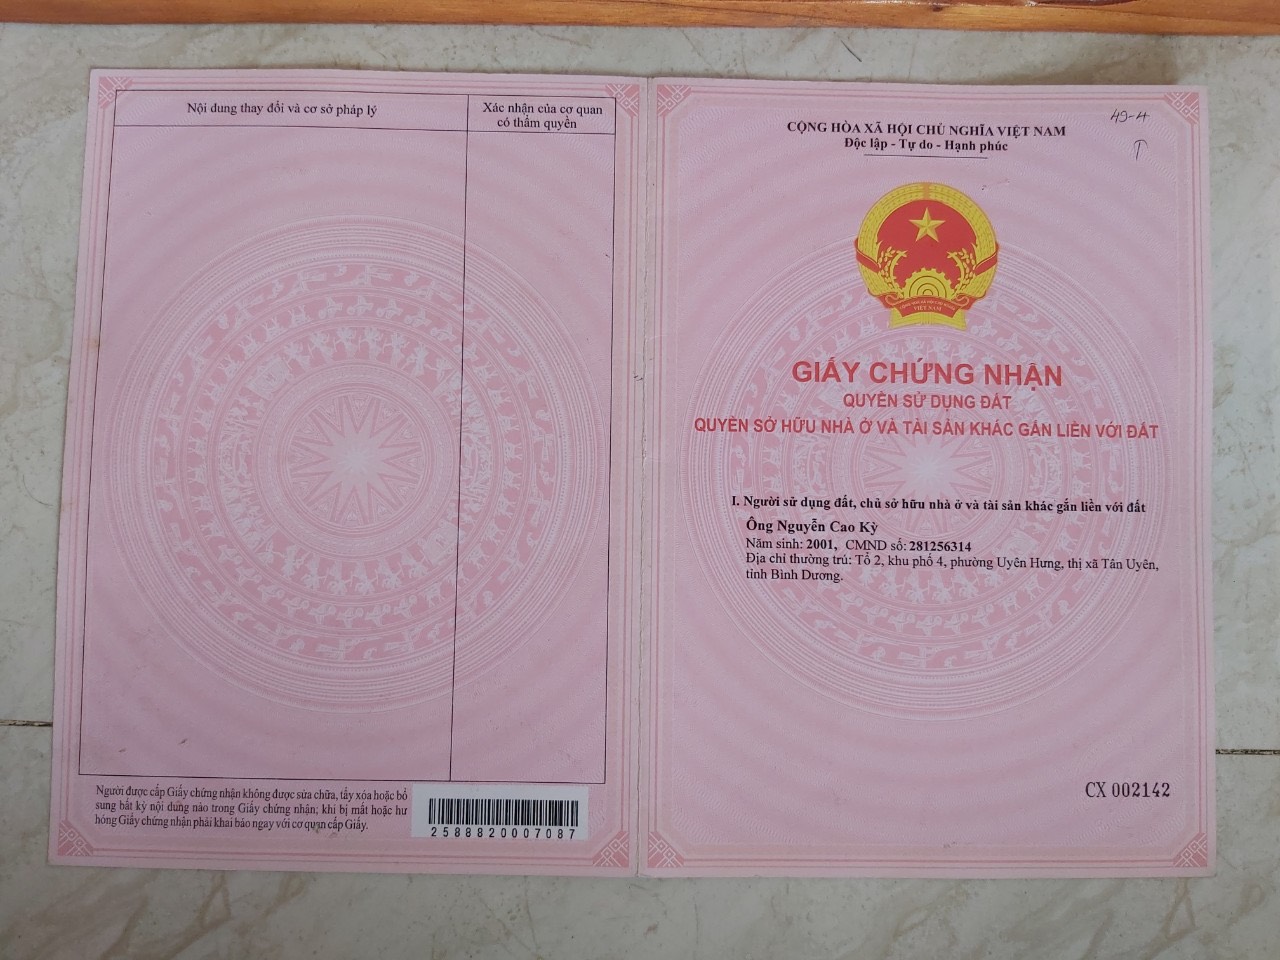 Nội dung thay đổi và cơ sở pháp lý
Xác nhận của cơ quan
có thẩm quyền
Người được cấp Giấy chứng nhận không được sửa chữa, tẩy xóa hoặc bổ
sung bất kỳ nội dung nào trong Giấy chứng nhận; khi bị mất hoặc hư
hỏng Giấy chứng nhận phải khai báo ngay với cơ quan cấp Giấy.
2588820007087
49-4
T
CỘNG HÒA XÃ HỘI CHỦ NGHĨA VIỆT NAM
Độc lập - Tự do - Hạnh phúc
VIỆT NAM
GIẤY CHỨNG NHẬN
QUYỀN SỬ DỤNG ĐẤT
QUYỀN SỞ HỮU NHÀ Ở VÀ TÀI SẢN KHÁC GẮN LIỀN VỚI ĐẤT
I. Người sử dụng đất, chủ sở hữu nhà ở và tài sản khác gắn liền với đất
Ông Nguyễn Cao Kỳ
Năm sinh: 2001, CMND số: 281256314
Địa chỉ thường trú: Tổ 2, khu phố 4, phường Uyên Hưng, thị xã Tân Uyên,
tỉnh Bình Dương.
CX 002142